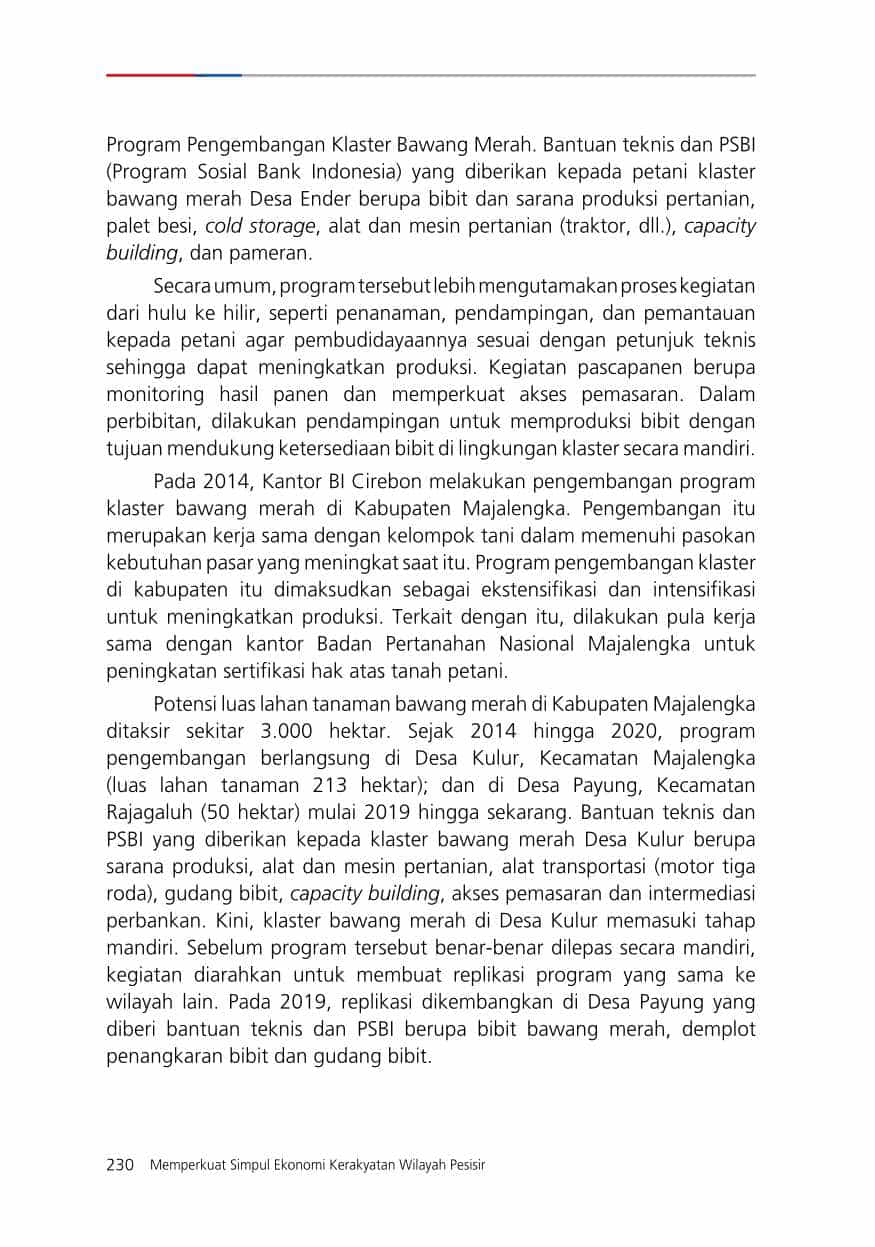 Program Pengembangan Klaster Bawang Merah. Bantuan teknis dan PSBI
(Program Sosial Bank Indonesia) yang diberikan kepada petani klaster
bawang merah Desa Ender berupa bibit dan sarana produksi pertanian,
palet besi, cold storage, alat dan mesin pertanian (traktor, dll.), capacity
building, dan pameran.
Secara umum, program tersebut lebih mengutamakan proses kegiatan
dari hulu ke hilir, seperti penanaman, pendampingan, dan pemantauan
kepada petani agar pembudidayaannya sesuai dengan petunjuk teknis
sehingga dapat meningkatkan produksi. Kegiatan pascapanen berupa
monitoring hasil panen dan memperkuat akses pemasaran. Dalam
perbibitan, dilakukan pendampingan untuk memproduksi bibit dengan
tujuan mendukung ketersediaan bibit di lingkungan klaster secara mandiri.
Pada 2014, Kantor BI Cirebon melakukan pengembangan program
klaster bawang merah di Kabupaten Majalengka. Pengembangan itu
merupakan kerja sama dengan kelompok tani dalam memenuhi pasokan
kebutuhan pasar yang meningkat saat itu. Program pengembangan klaster
di kabupaten itu dimaksudkan sebagai ekstensifikasi dan intensifikasi
untuk meningkatkan produksi. Terkait dengan itu, dilakukan pula kerja
sama dengan kantor Badan Pertanahan Nasional Majalengka untuk
peningkatan sertifikasi hak atas tanah petani.
Potensi luas lahan tanaman bawang merah di Kabupaten Majalengka
ditaksir sekitar 3.000 hektar. Sejak 2014 hingga 2020, program
pengembangan berlangsung di Desa Kulur, Kecamatan Majalengka
(luas lahan tanaman 213 hektar); dan di Desa Payung, Kecamatan
Rajagaluh (50 hektar) mulai 2019 hingga sekarang. Bantuan teknis dan
PSBI yang diberikan kepada klaster bawang merah Desa Kulur berupa
sarana produksi, alat dan mesin pertanian, alat transportasi (motor tiga
roda), gudang bibit, capacity building, akses pemasaran dan intermediasi
perbankan. Kini, klaster bawang merah di Desa Kulur memasuki tahap
mandiri. Sebelum program tersebut benar-benar dilepas secara mandiri,
kegiatan diarahkan untuk membuat replikasi program yang sama ke
wilayah lain. Pada 2019, replikasi dikembangkan di Desa Payung yang
diberi bantuan teknis dan PSBI berupa bibit bawang merah, demplot
penangkaran bibit dan gudang bibit.
230 Memperkuat Simpul Ekonomi Kerakyatan Wilayah Pesisir